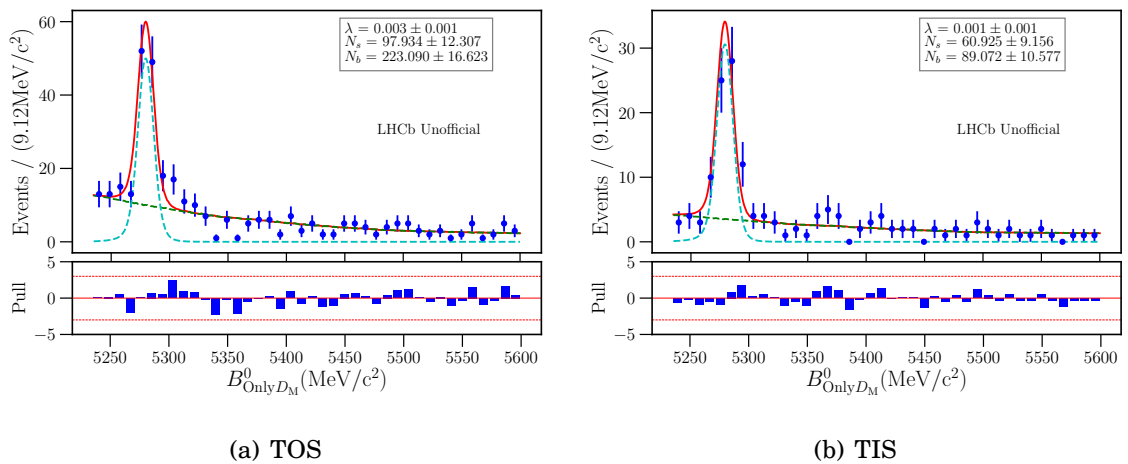 60
40
20
0
Events / (9.12MeV/c²)
λ = 0.003 ± 0.001
N_s = 97.934 ± 12.307
N_b = 223.090 ± 16.623
LHCb Unofficial
5
0
−5
Pull
5250 5300 5350 5400 5450 5500 5550 5600
B⁰_OnlyD_M (MeV/c²)
(a) TOS
30
20
10
0
Events / (9.12MeV/c²)
λ = 0.001 ± 0.001
N_s = 60.925 ± 9.156
N_b = 89.072 ± 10.577
LHCb Unofficial
5
0
−5
Pull
5250 5300 5350 5400 5450 5500 5550 5600
B⁰_OnlyD_M (MeV/c²)
(b) TIS